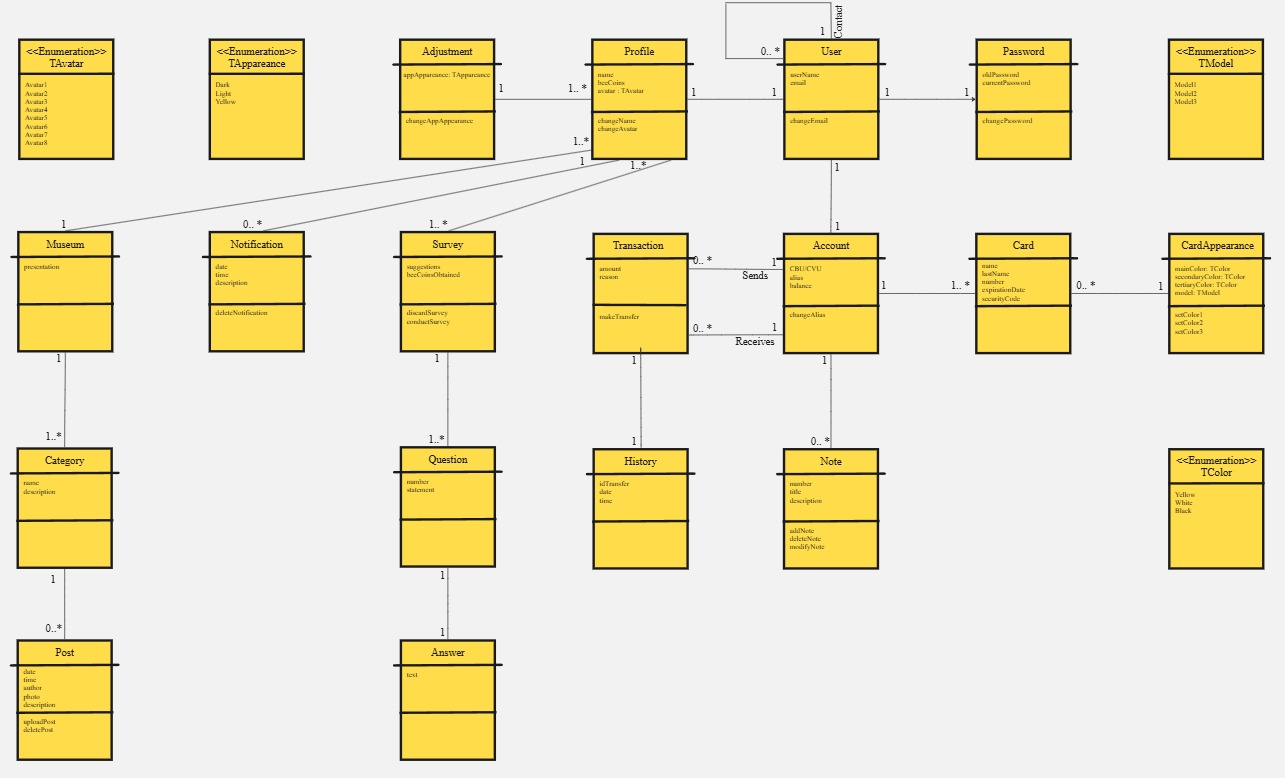 Contact
1
0.. *
<<Enumeration>>
TAvatar
Avatar1
Avatar2
Avatar3
Avatar4
Avatar5
Avatar6
Avatar7
Avatar8
<<Enumeration>>
TAppareance
Dark
Light
Yellow
Adjustment
appAppareance: TAppareance
changeAppAppearance
1
1.. *
Profile
name
beeCoins
avatar : TAvatar
changeName
changeAvatar
1
1
User
userName
email
changeEmail
1
1
Password
oldPassword
currentPassword
changePassword
<<Enumeration>>
TModel
Model1
Model2
Model3
1..*
1
1..*
1
0.. *
1.. *
1
1
Museum
presentation
Notification
date
time
description
deleteNotification
Survey
suggestions
beeCoinsObtained
discardSurvey
conductSurvey
Transaction
amount
reason
makeTransfer
0.. *
1
Sends
0.. *
1
Receives
Account
CBU/CVU
alias
balance
changeAlias
1
1.. *
Card
name
lastName
number
expirationDate
securityCode
0.. *
1
CardAppearance
mainColor: TColor
secondaryColor: TColor
tertiaryColor: TColor
model: TModel
setColor1
setColor2
setColor3
1
1
1
1
1..*
1..*
1
0.. *
Category
name
description
Question
number
statement
History
idTransfer
date
time
Note
number
title
description
addNote
deleteNote
modifyNote
<<Enumeration>>
TColor
Yellow
White
Black
1
1
0..*
1
Post
date
time
author
photo
description
uploadPost
deletePost
Answer
text